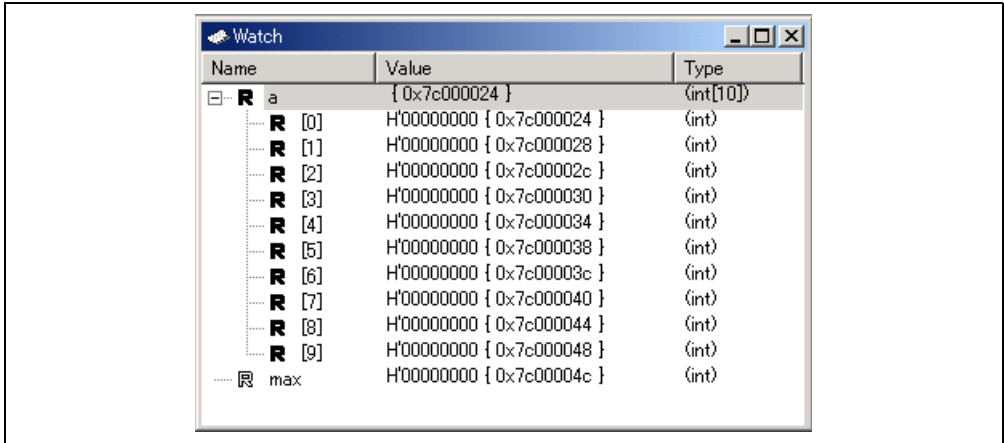 Watch
Name Value Type
R a { 0x7c000024 } (int[10])
R [0] H'00000000 { 0x7c000024 } (int)
R [1] H'00000000 { 0x7c000028 } (int)
R [2] H'00000000 { 0x7c00002c } (int)
R [3] H'00000000 { 0x7c000030 } (int)
R [4] H'00000000 { 0x7c000034 } (int)
R [5] H'00000000 { 0x7c000038 } (int)
R [6] H'00000000 { 0x7c00003c } (int)
R [7] H'00000000 { 0x7c000040 } (int)
R [8] H'00000000 { 0x7c000044 } (int)
R [9] H'00000000 { 0x7c000048 } (int)
R max H'00000000 { 0x7c00004c } (int)